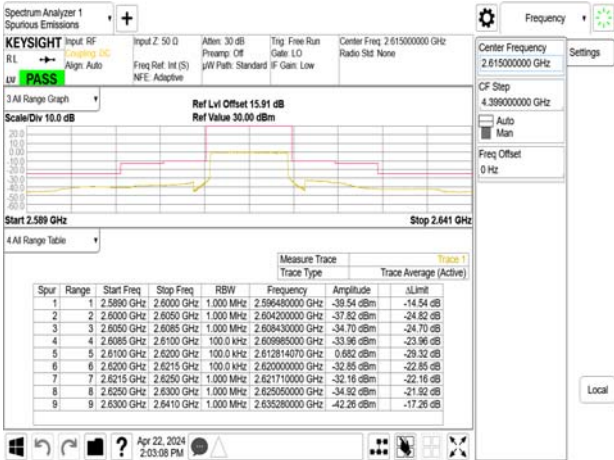 Spectrum Analyzer 1
Spurious Emissions
+
Frequency
KEYSIGHT Input: RF Input Z: 50 Ω Atten: 30 dB Trig: Free Run Center Freq: 2.615000000 GHz
RL Coupling: DC Preamp: Off Gate: LO Radio Std: None
Align: Auto Freq Ref: Int (S) µW Path: Standard IF Gain: Low
NFE: Adaptive
PASS
Center Frequency
2.615000000 GHz
Settings
CF Step
4.399000000 GHz
Auto
Man
Freq Offset
0 Hz
3 All Range Graph
Ref Lvl Offset 15.91 dB
Scale/Div 10.0 dB Ref Value 30.00 dBm
20.0
10.0
0.00
Start 2.589 GHz Stop 2.641 GHz
4 All Range Table
Measure Trace Trace 1
Trace Type Trace Average (Active)
Spur Range Start Freq Stop Freq RBW Frequency Amplitude ΔLimit
1 1 2.5890 GHz 2.6000 GHz 1.000 MHz 2.596480000 GHz -39.54 dBm -14.54 dB
2 2 2.6000 GHz 2.6050 GHz 1.000 MHz 2.604200000 GHz -37.82 dBm -24.82 dB
3 3 2.6050 GHz 2.6085 GHz 1.000 MHz 2.608430000 GHz -34.70 dBm -24.70 dB
4 4 2.6085 GHz 2.6100 GHz 100.0 kHz 2.609985000 GHz -33.96 dBm -23.96 dB
5 5 2.6100 GHz 2.6200 GHz 100.0 kHz 2.612814070 GHz 0.682 dBm -29.32 dB
6 6 2.6200 GHz 2.6215 GHz 100.0 kHz 2.620000000 GHz -32.85 dBm -22.85 dB
7 7 2.6215 GHz 2.6250 GHz 1.000 MHz 2.621710000 GHz -32.16 dBm -22.16 dB
8 8 2.6250 GHz 2.6300 GHz 1.000 MHz 2.625050000 GHz -34.92 dBm -21.92 dB
9 9 2.6300 GHz 2.6410 GHz 1.000 MHz 2.635280000 GHz -42.26 dBm -17.26 dB
Local
?
Apr 22, 2024
2:03:08 PM